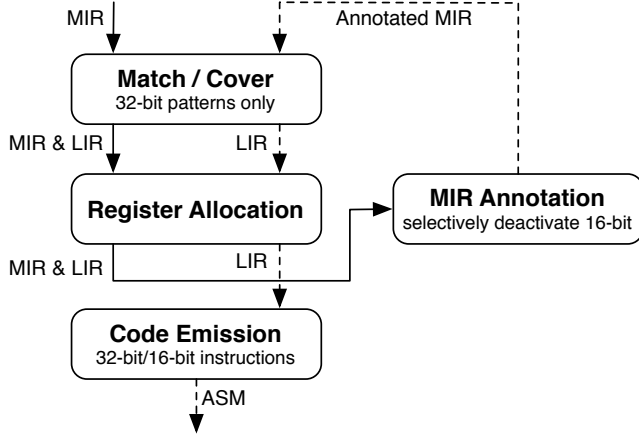 MIR
Annotated MIR
Match / Cover
32-bit patterns only
MIR & LIR
LIR
Register Allocation
MIR Annotation
selectively deactivate 16-bit
MIR & LIR
LIR
Code Emission
32-bit/16-bit instructions
ASM